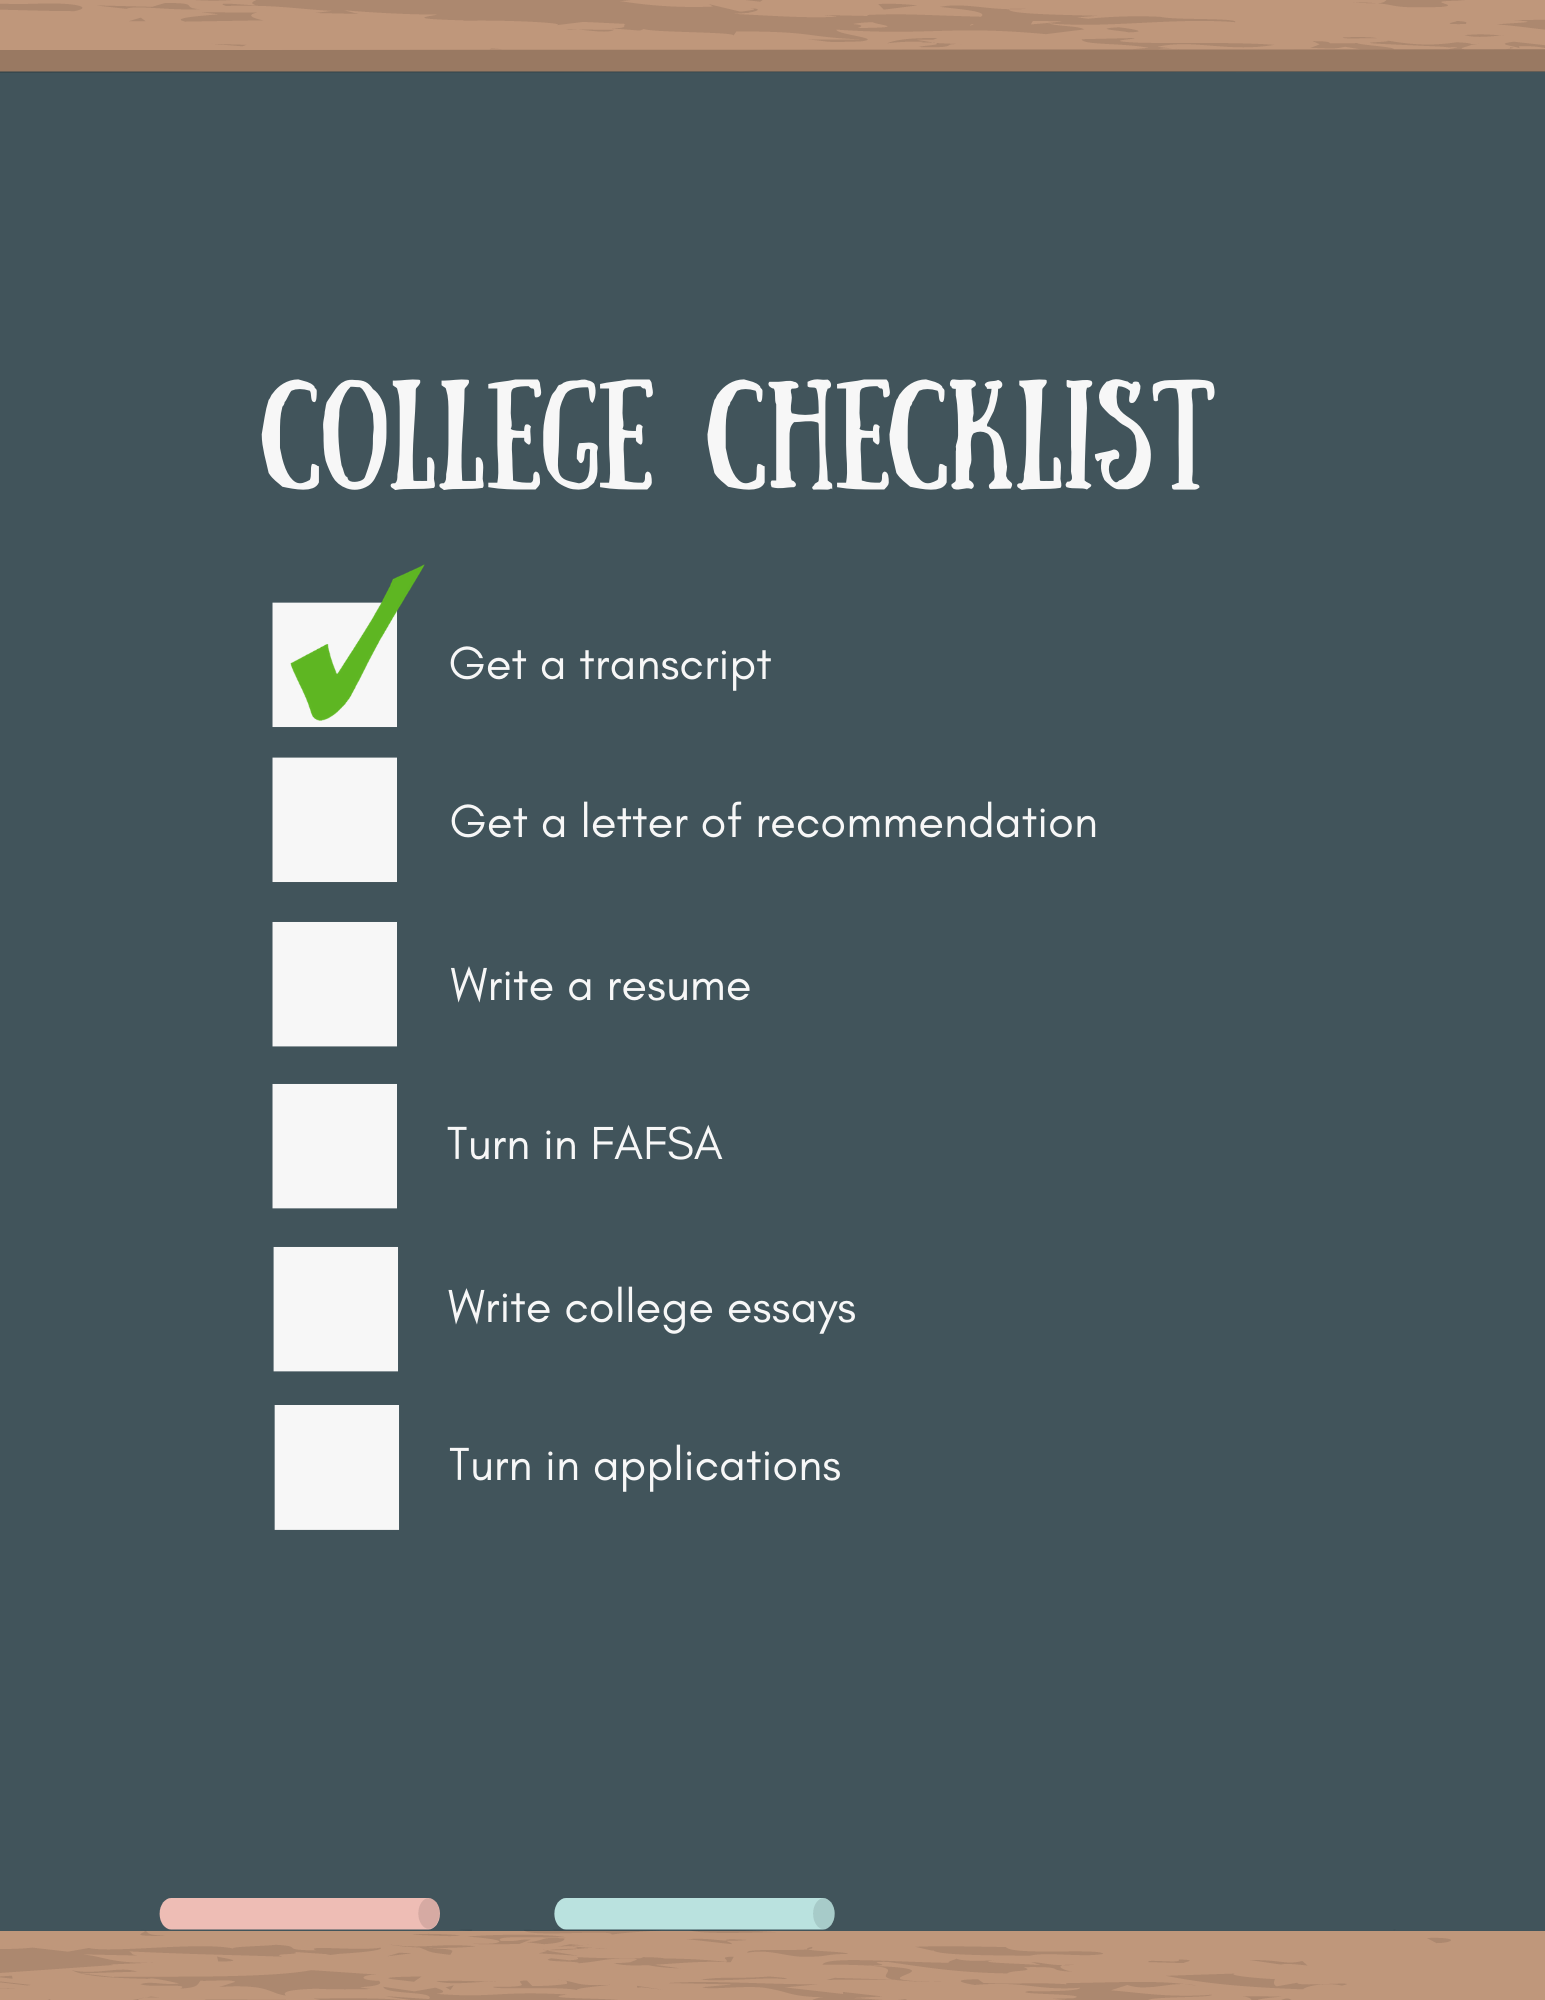 COLLEGE CHECKLIST
Get a transcript
Get a letter of recommendation
Write a resume
Turn in FAFSA
Write college essays
Turn in applications